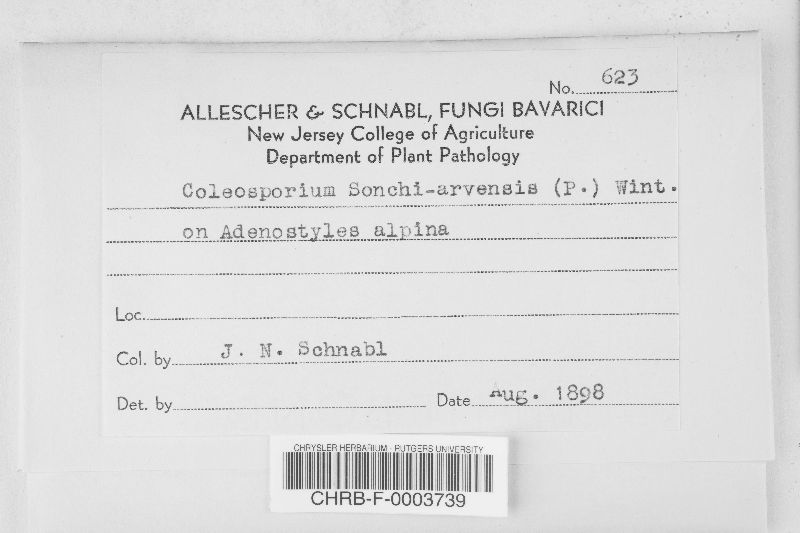 No. 623
ALLESCHER & SCHNABL, FUNGI BAVARICI
New Jersey College of Agriculture
Department of Plant Pathology
Coleosporium Sonchi-arvensis (P.) Wint.
on Adenostyles alpina
Loc.
Col. by J. N. Schnabl
Det. by
Date Aug. 1898
CHRYSLER HERBARIUM - RUTGERS UNIVERSITY
CHRB-F-0003739